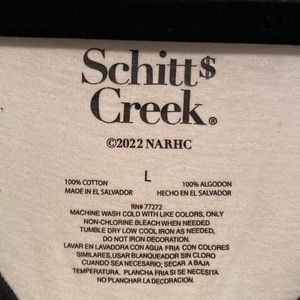 Schitt$
Creek®
©2022 NARHC
L
100% COTTON
MADE IN EL SALVADOR
100% ALGODON
HECHO EN EL SALVADOR
RN# 77272
MACHINE WASH COLD WITH LIKE COLORS, ONLY
NON-CHLORINE BLEACH WHEN NEEDED
TUMBLE DRY LOW COOL IRON AS NEEDED,
DO NOT IRON DECORATION.
LAVAR EN LAVADORA CON AGUA FRIA CON COLORES
SIMILARES, USAR BLANQUEADOR SIN CLORO
CUANDO SEA NECESARIO; SECAR A BAJA
TEMPERATURA. PLANCHA FRIA SI SE NECESITA
NO PLANCHAR LA DECORACION.